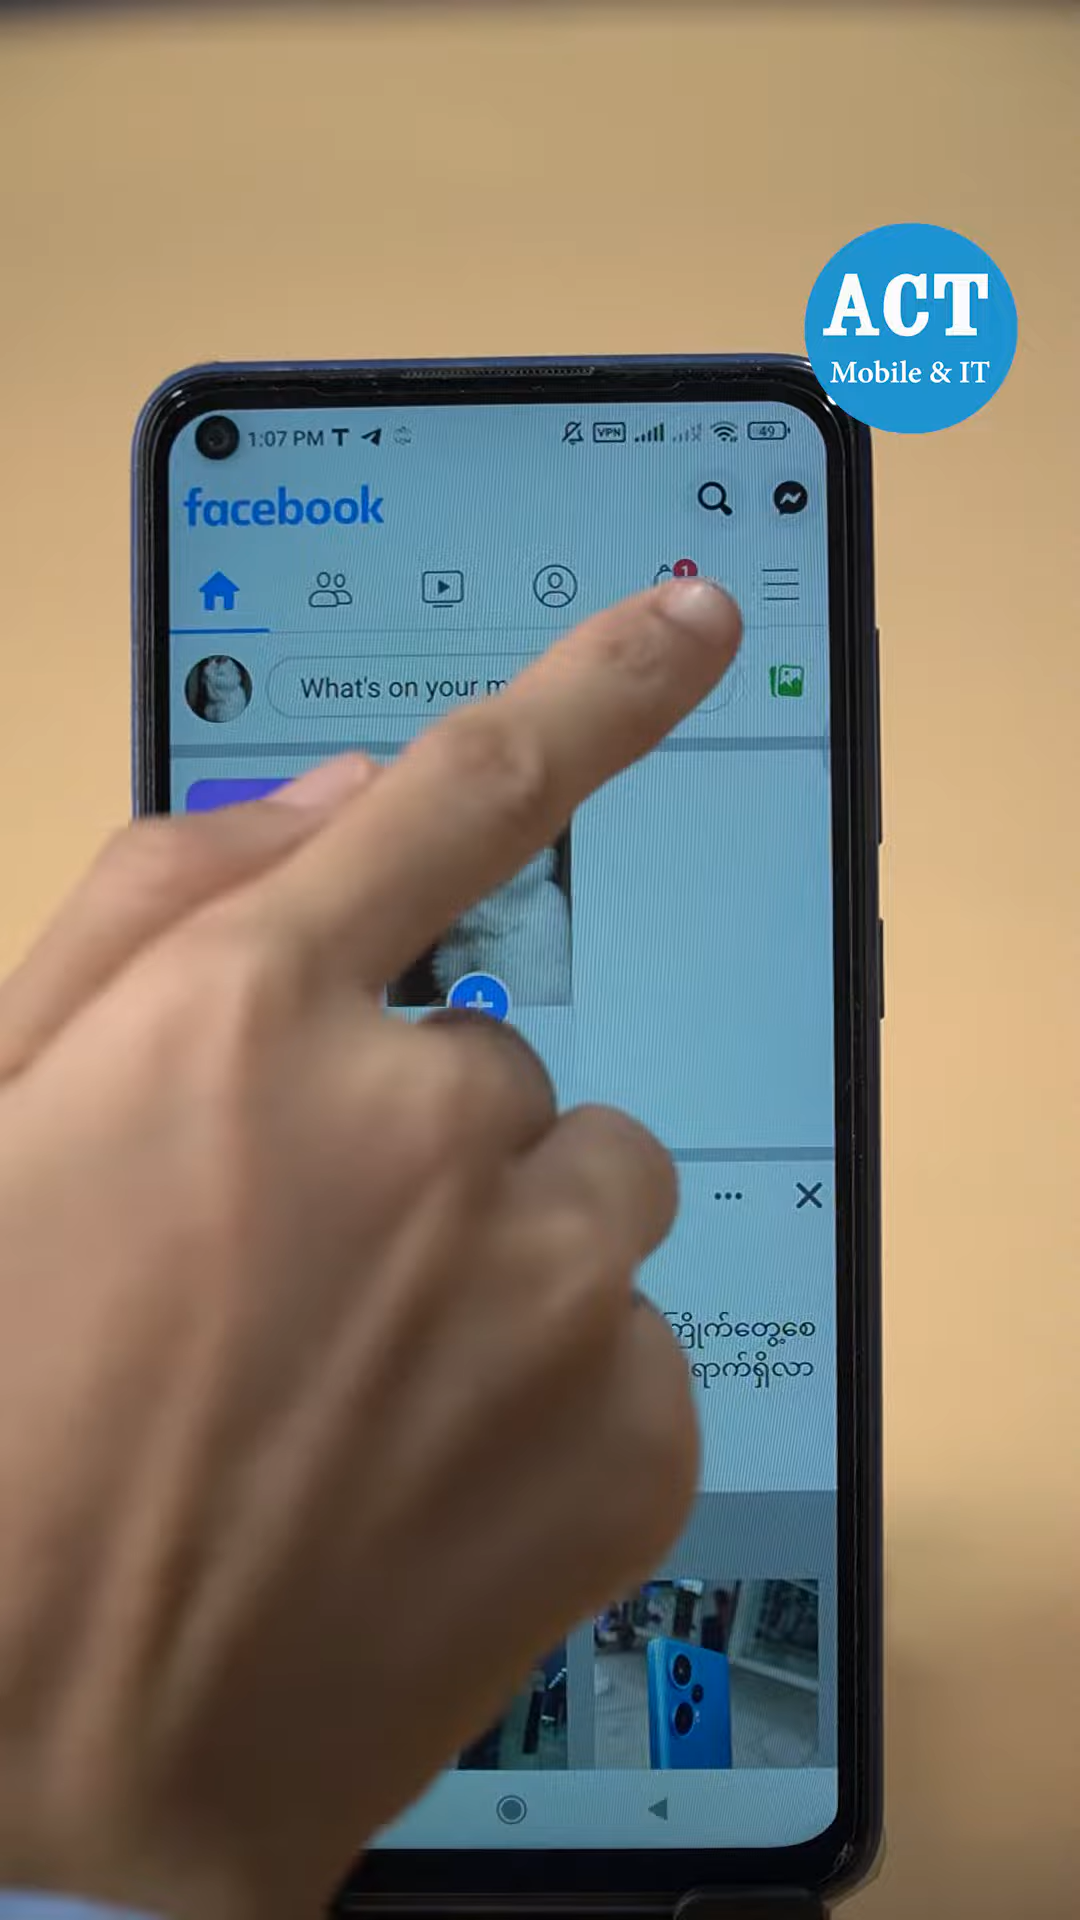 ACT
Mobile & IT
1:07 PM
VPN
49
facebook
1
What's on your
ကြိုက်တွေ့စေ
ရောက်ရှိလာ